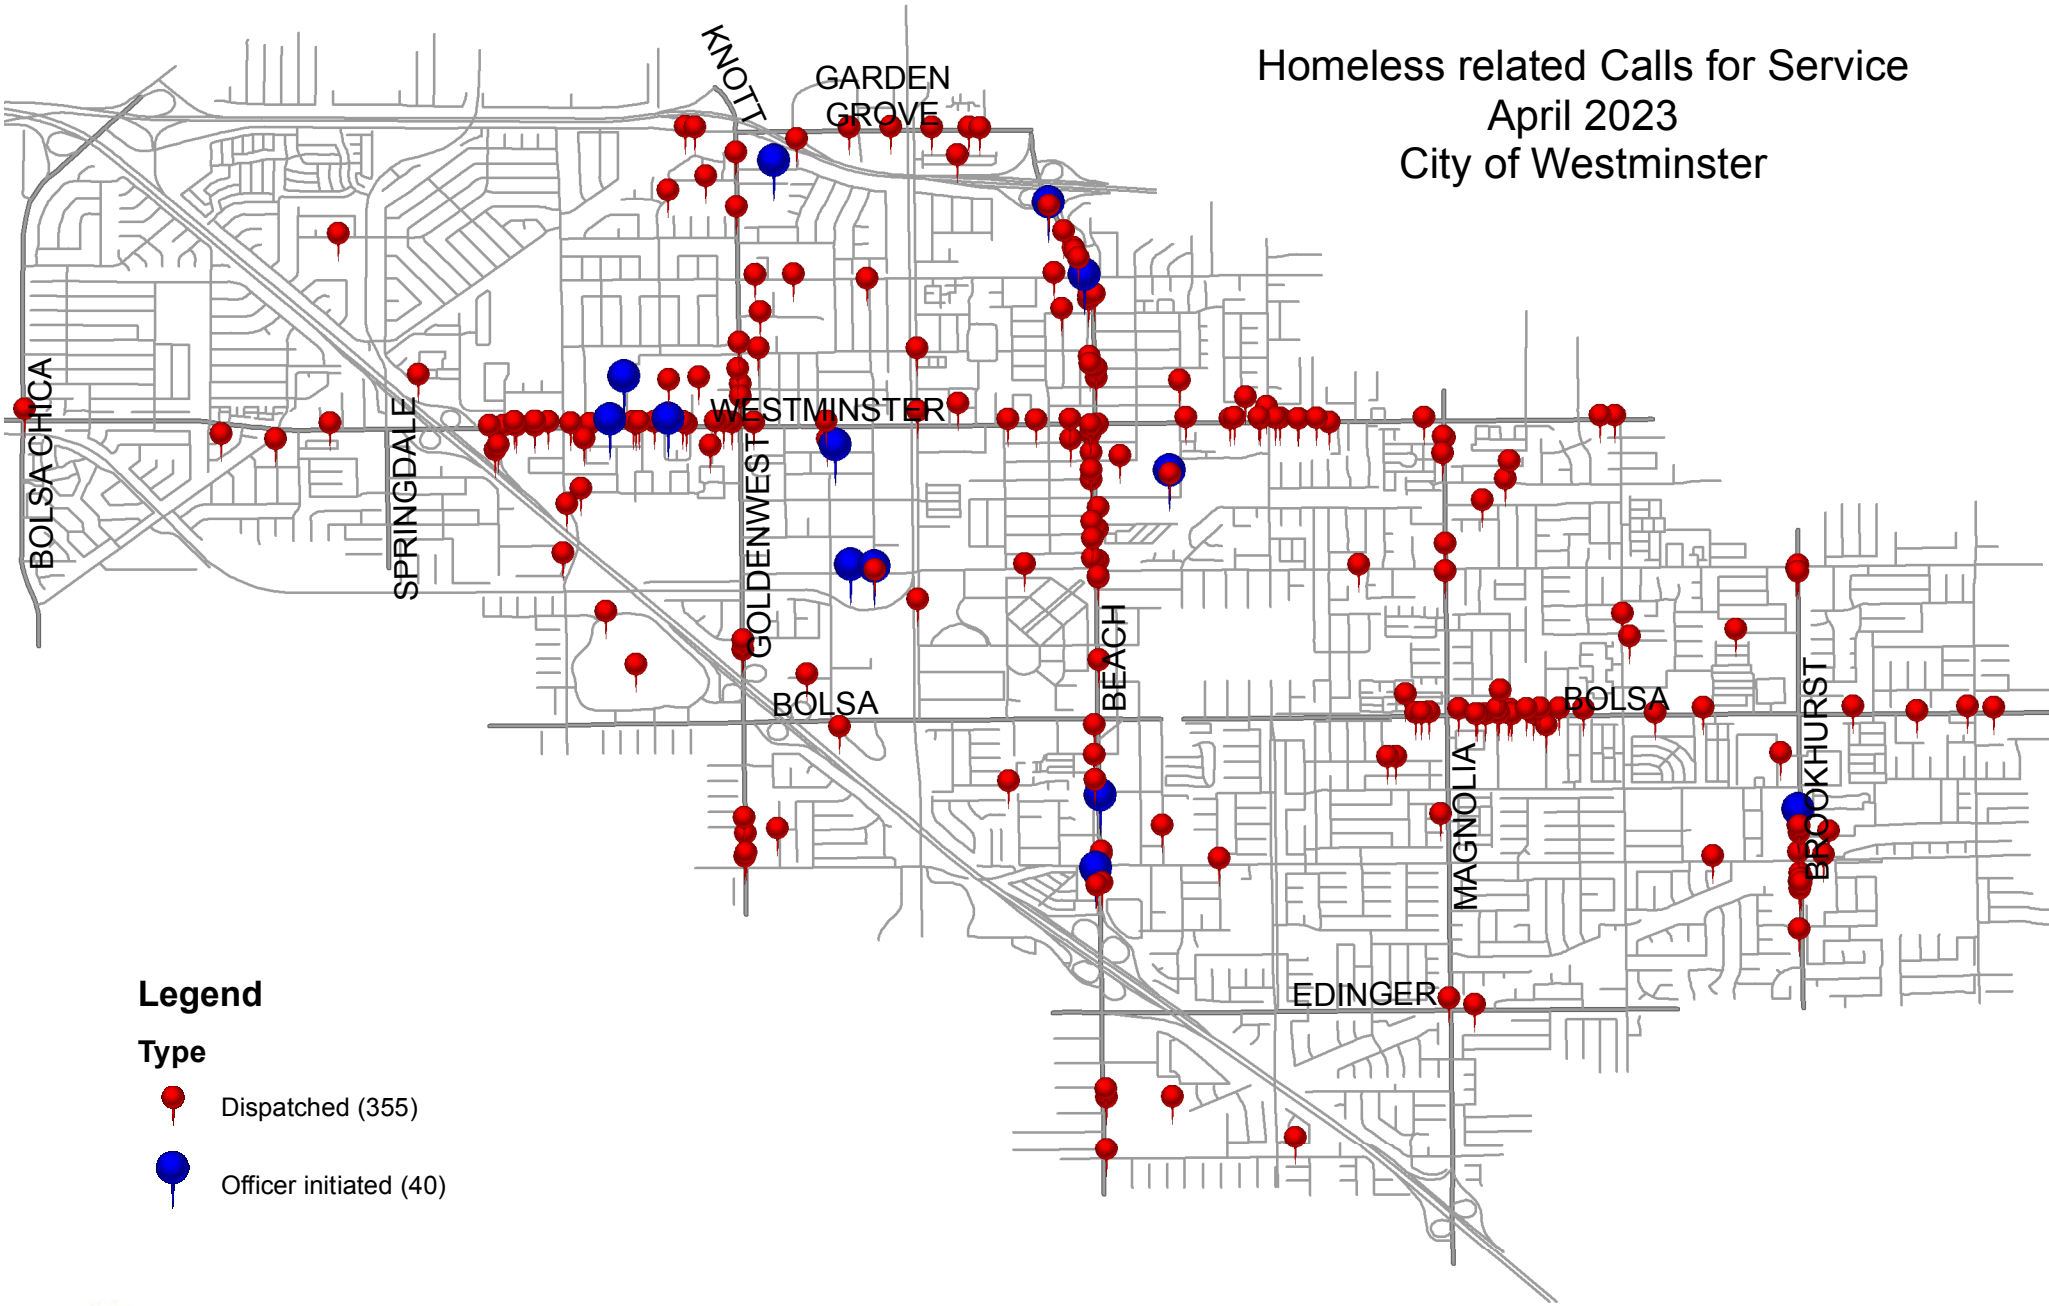 Homeless related Calls for Service
April 2023
City of Westminster
KNOTT
GARDEN
GROVE
BOLSA CHICA
SPRINGDALE
WESTMINSTER
GOLDENWEST
BEACH
BOLSA
BOLSA
MAGNOLIA
BROOKHURST
EDINGER
Legend
Type
Dispatched (355)
Officer initiated (40)